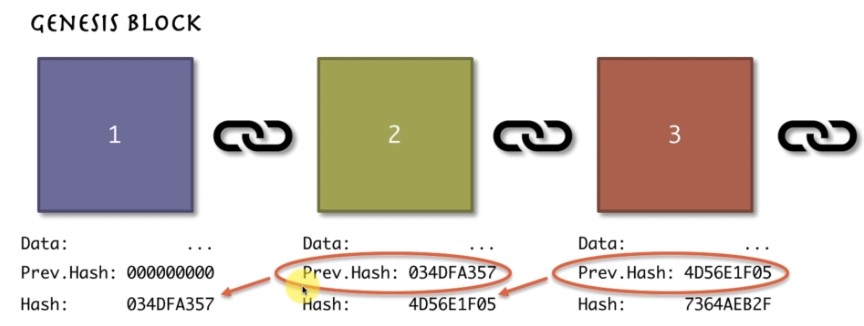 GENESIS BLOCK
1
2
3
Data: ...
Prev.Hash: 000000000
Hash: 034DFA357
Data: ...
Prev.Hash: 034DFA357
Hash: 4D56E1F05
Data: ...
Prev.Hash: 4D56E1F05
Hash: 7364AEB2F